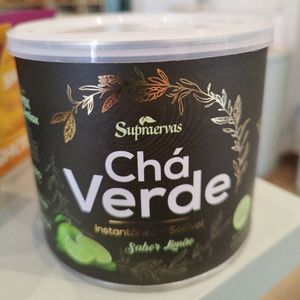 Supraervas
Chá
Verde
Instantâneo - Solúvel
Sabor Limão